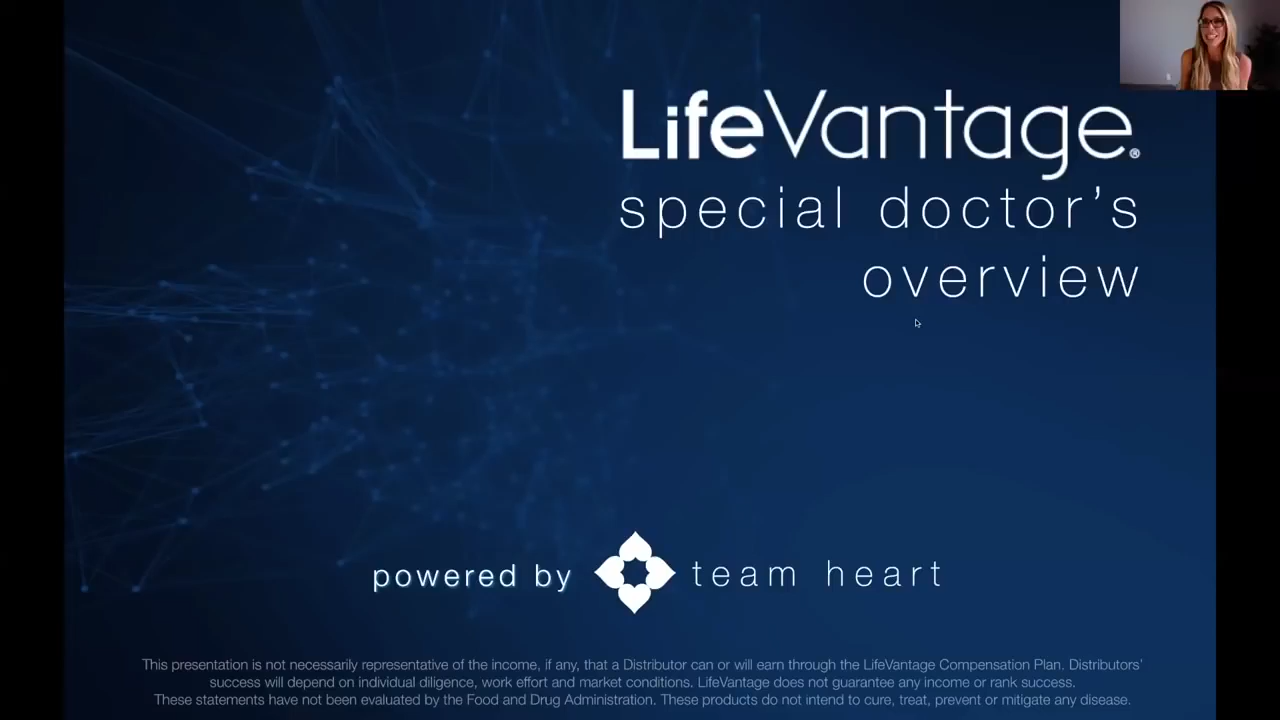 LifeVantage®
special doctor's
overview
powered by team heart
This presentation is not necessarily representative of the income, if any, that a Distributor can or will earn through the LifeVantage Compensation Plan. Distributors'
success will depend on individual diligence, work effort and market conditions. LifeVantage does not guarantee any income or rank success.
These statements have not been evaluated by the Food and Drug Administration. These products do not intend to cure, treat, prevent or mitigate any disease.